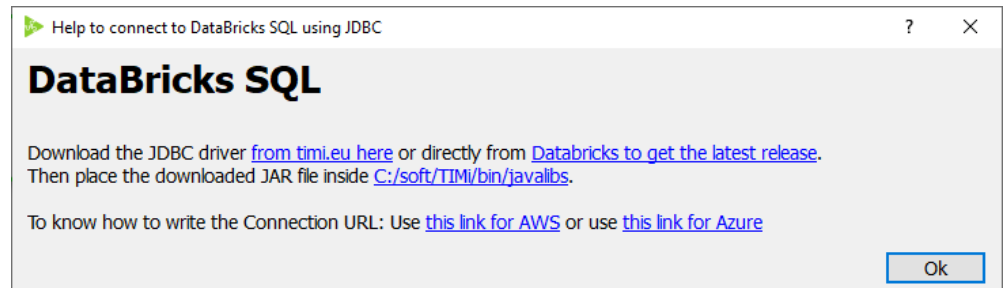 Help to connect to DataBricks SQL using JDBC
?
DataBricks SQL
Download the JDBC driver from timi.eu here or directly from Databricks to get the latest release.
Then place the downloaded JAR file inside C:/soft/TIMi/bin/javalibs.
To know how to write the Connection URL: Use this link for AWS or use this link for Azure
Ok